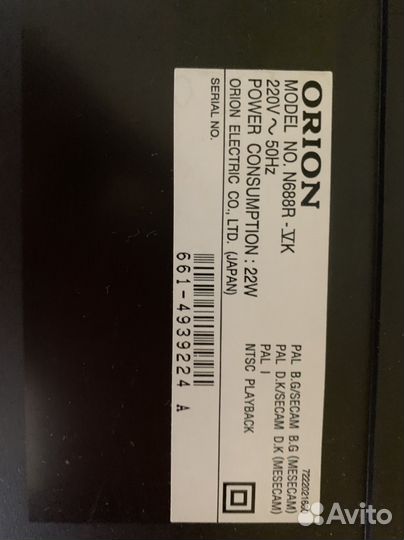 ORION
MODEL NO. N688R-VK
220V ~ 50Hz
POWER CONSUMPTION : 22W
ORION ELECTRIC CO., LTD. (JAPAN)
SERIAL NO.
661-4939224 A
PAL B.G/SECAM B.G (MESECAM)
PAL D.K/SECAM D.K (MESECAM)
PAL I
NTSC PLAYBACK
Avito